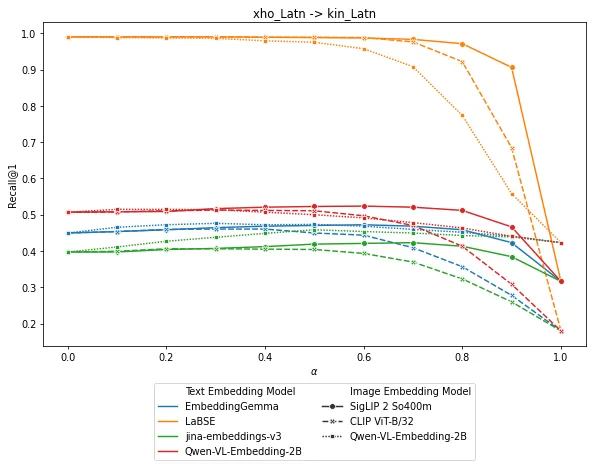 xho_Latn -> kin_Latn
Recall@1
1.0
0.9
0.8
0.7
0.6
0.5
0.4
0.3
0.2
0.0 0.2 0.4 0.6 0.8 1.0
α
Text Embedding Model Image Embedding Model
EmbeddingGemma SigLIP 2 So400m
LaBSE CLIP ViT-B/32
jina-embeddings-v3 Qwen-VL-Embedding-2B
Qwen-VL-Embedding-2B